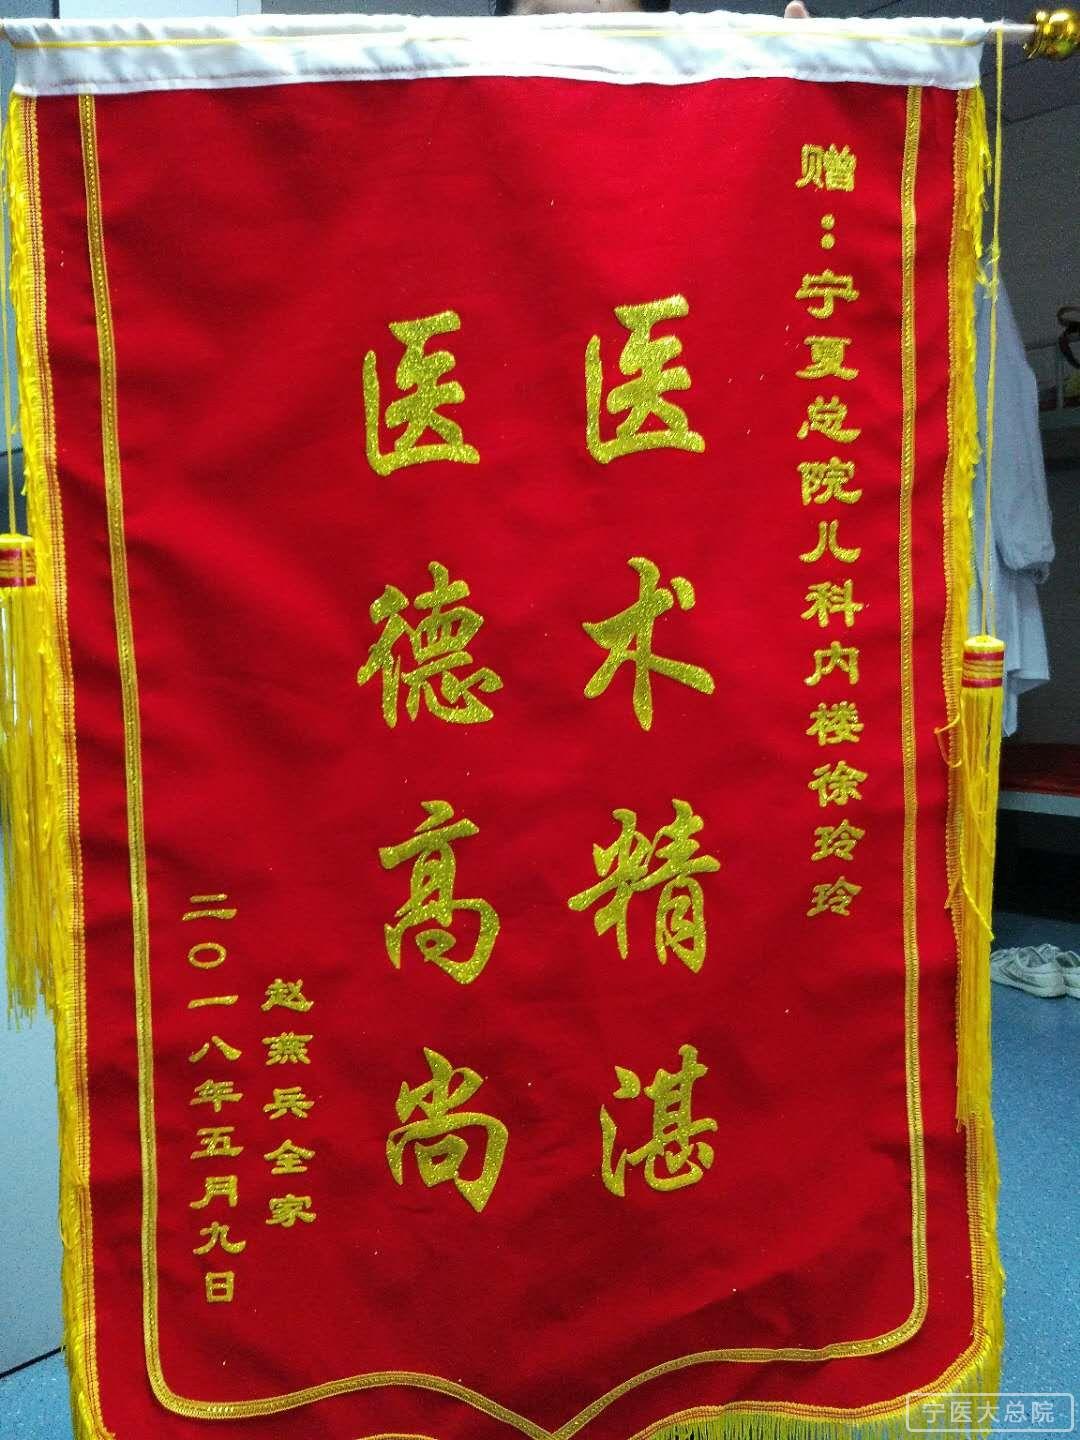 赠：宁夏总院儿科内楼徐玲玲
医术精湛
医德高尚
赵燕兵全家
二〇一八年五月九日
宁医大总院